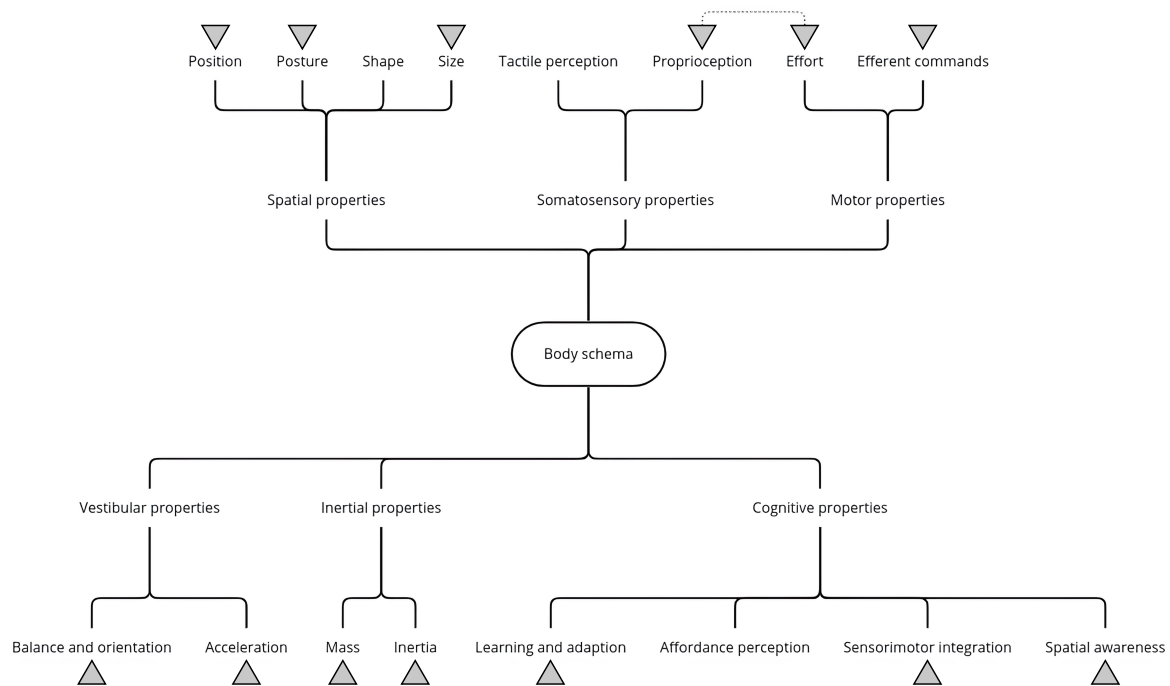 Position
Posture
Shape
Size
Tactile perception
Proprioception
Effort
Efferent commands
Spatial properties
Somatosensory properties
Motor properties
Body schema
Vestibular properties
Inertial properties
Cognitive properties
Balance and orientation
Acceleration
Mass
Inertia
Learning and adaption
Affordance perception
Sensorimotor integration
Spatial awareness